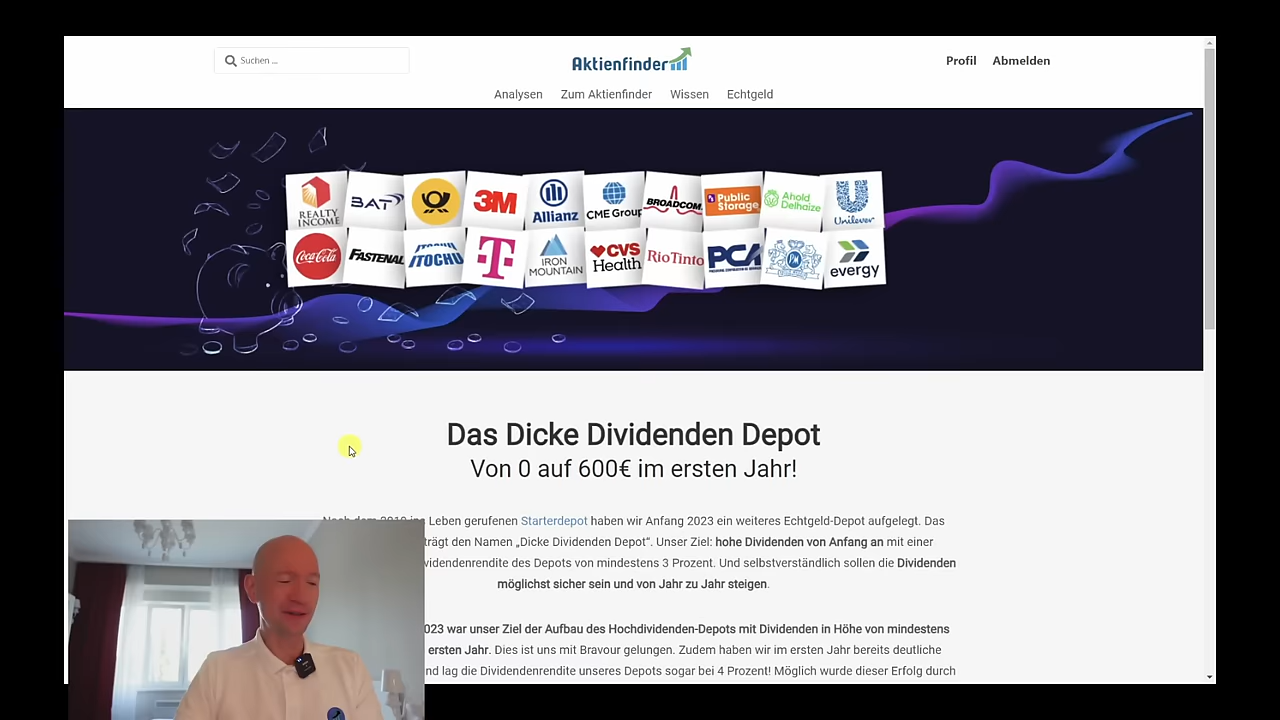 Suchen ...
Aktienfinder
Profil
Abmelden
Analysen
Zum Aktienfinder
Wissen
Echtgeld
REALTY INCOME
BAT
3M
Allianz
CME Group
BROADCOM
Public Storage
Ahold Delhaize
Unilever
Coca-Cola
FASTENAL
ITOCHU
T
IRON MOUNTAIN
CVS Health
RioTinto
PCA
PM
evergy
Das Dicke Dividenden Depot
Von 0 auf 600€ im ersten Jahr!
Leben gerufenen Starterdepot haben wir Anfang 2023 ein weiteres Echtgeld-Depot aufgelegt. Das
trägt den Namen „Dicke Dividenden Depot“. Unser Ziel: hohe Dividenden von Anfang an mit einer
videndenrendite des Depots von mindestens 3 Prozent. Und selbstverständlich sollen die Dividenden
möglichst sicher sein und von Jahr zu Jahr steigen.
023 war unser Ziel der Aufbau des Hochdividenden-Depots mit Dividenden in Höhe von mindestens
ersten Jahr. Dies ist uns mit Bravour gelungen. Zudem haben wir im ersten Jahr bereits deutliche
nd lag die Dividendenrendite unseres Depots sogar bei 4 Prozent! Möglich wurde dieser Erfolg durch